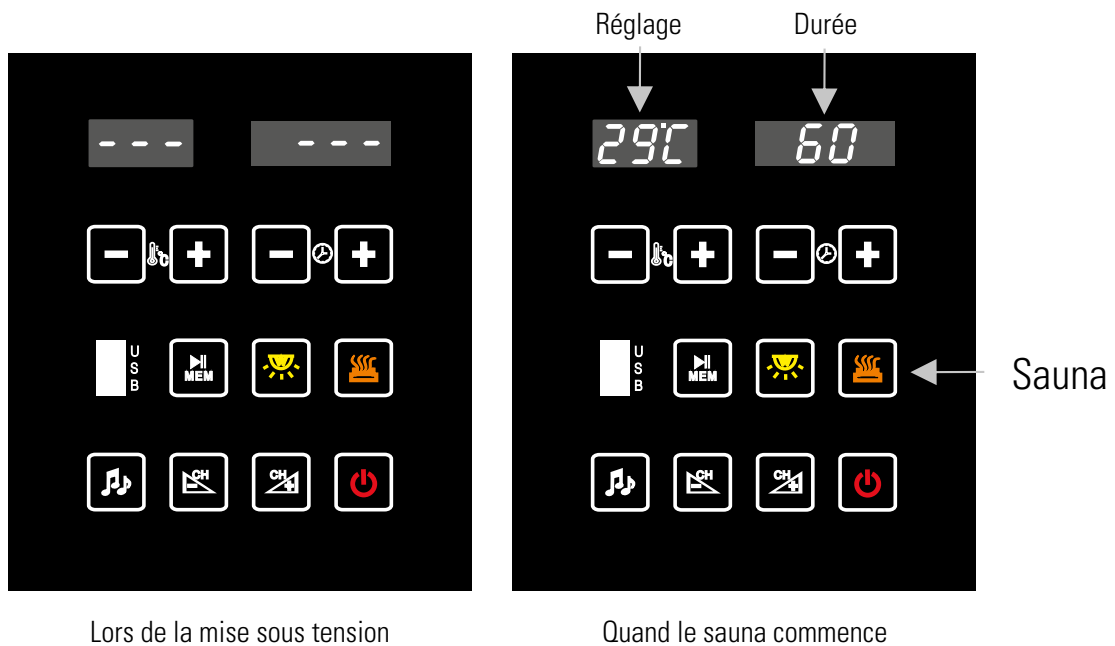 Réglage Durée
- - - - - -
29°C 60
°C
°C
U
S
B
MEM
U
S
B
MEM
Sauna
CH
- CH
+
CH
- CH
+
Lors de la mise sous tension
Quand le sauna commence